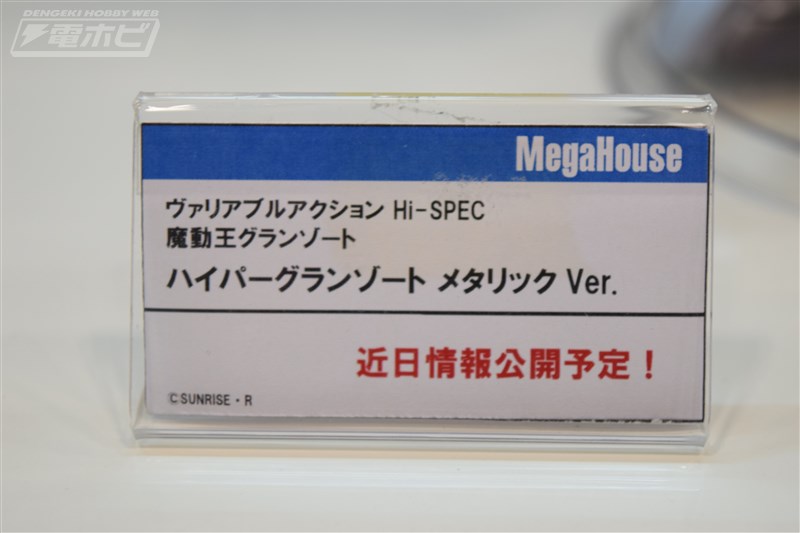 DENGEKI HOBBY WEB
電ホビ
MegaHouse
ヴァリアブルアクション Hi-SPEC
魔動王グランゾート
ハイパーグランゾート メタリック Ver.
近日情報公開予定！
©SUNRISE・R